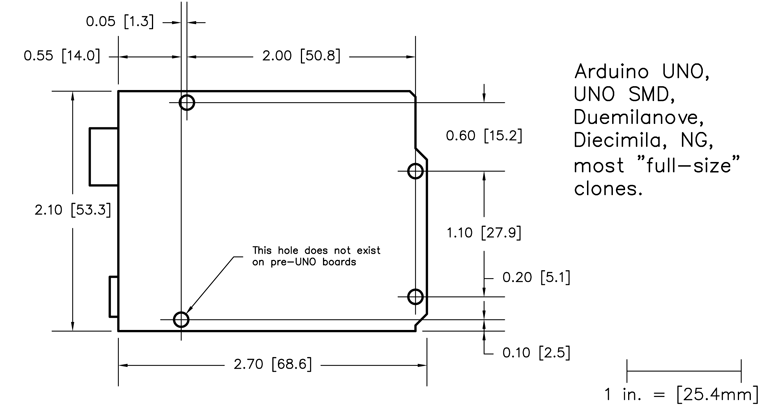 0.05 [1.3]
0.55 [14.0]
2.00 [50.8]
Arduino UNO,
UNO SMD,
Duemilanove,
Diecimila, NG,
most "full-size"
clones.
0.60 [15.2]
2.10 [53.3]
1.10 [27.9]
This hole does not exist
on pre-UNO boards
0.20 [5.1]
0.10 [2.5]
2.70 [68.6]
1 in. = [25.4mm]